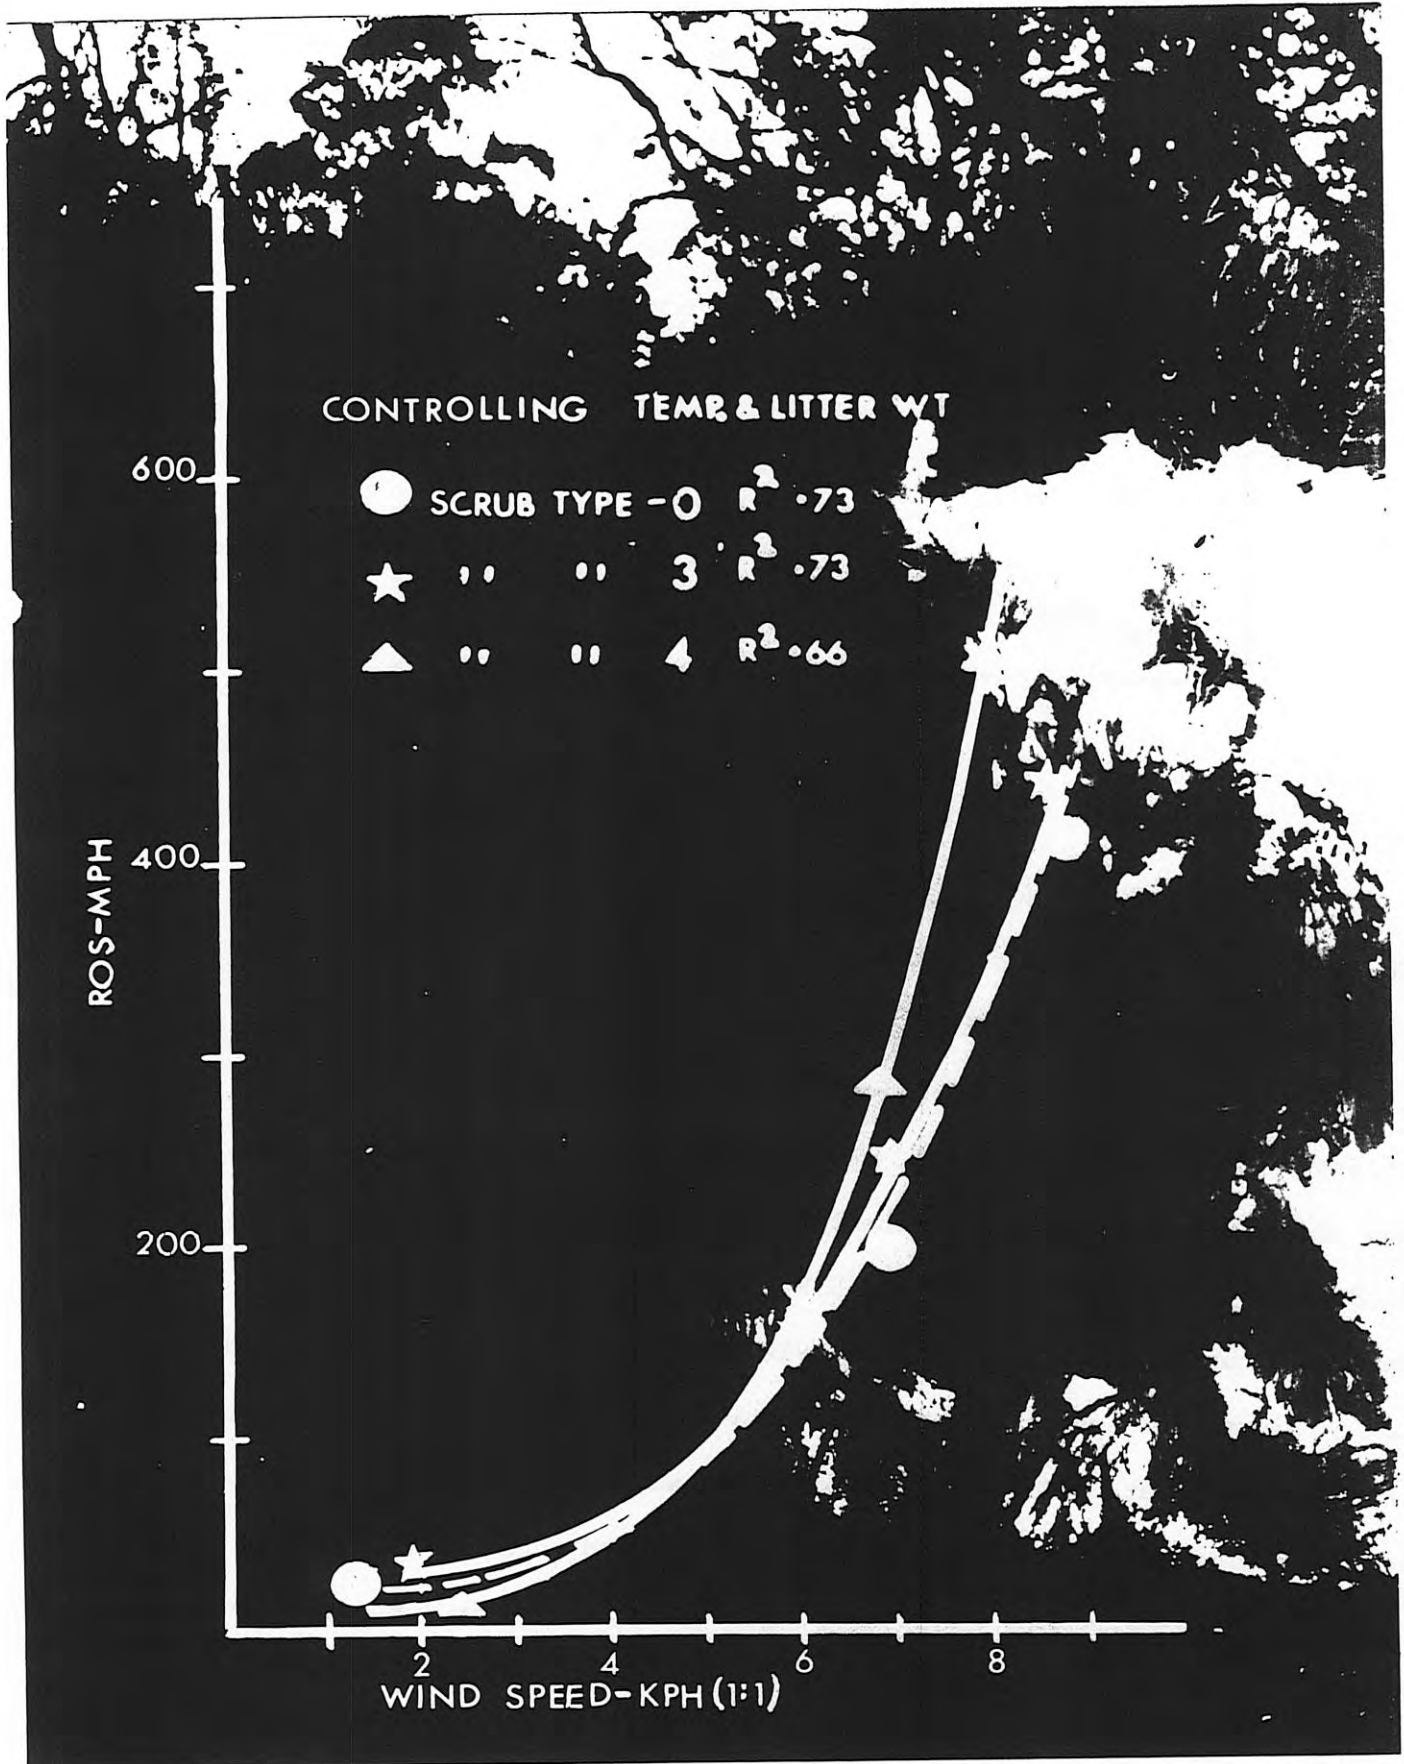 CONTROLLING TEMP. & LITTER WT
600
SCRUB TYPE - 0 R² .73
" " 3 R² .73
" " 4 R² .66
400
ROS-MPH
200
2 4 6 8
WIND SPEED-KPH (1:1)